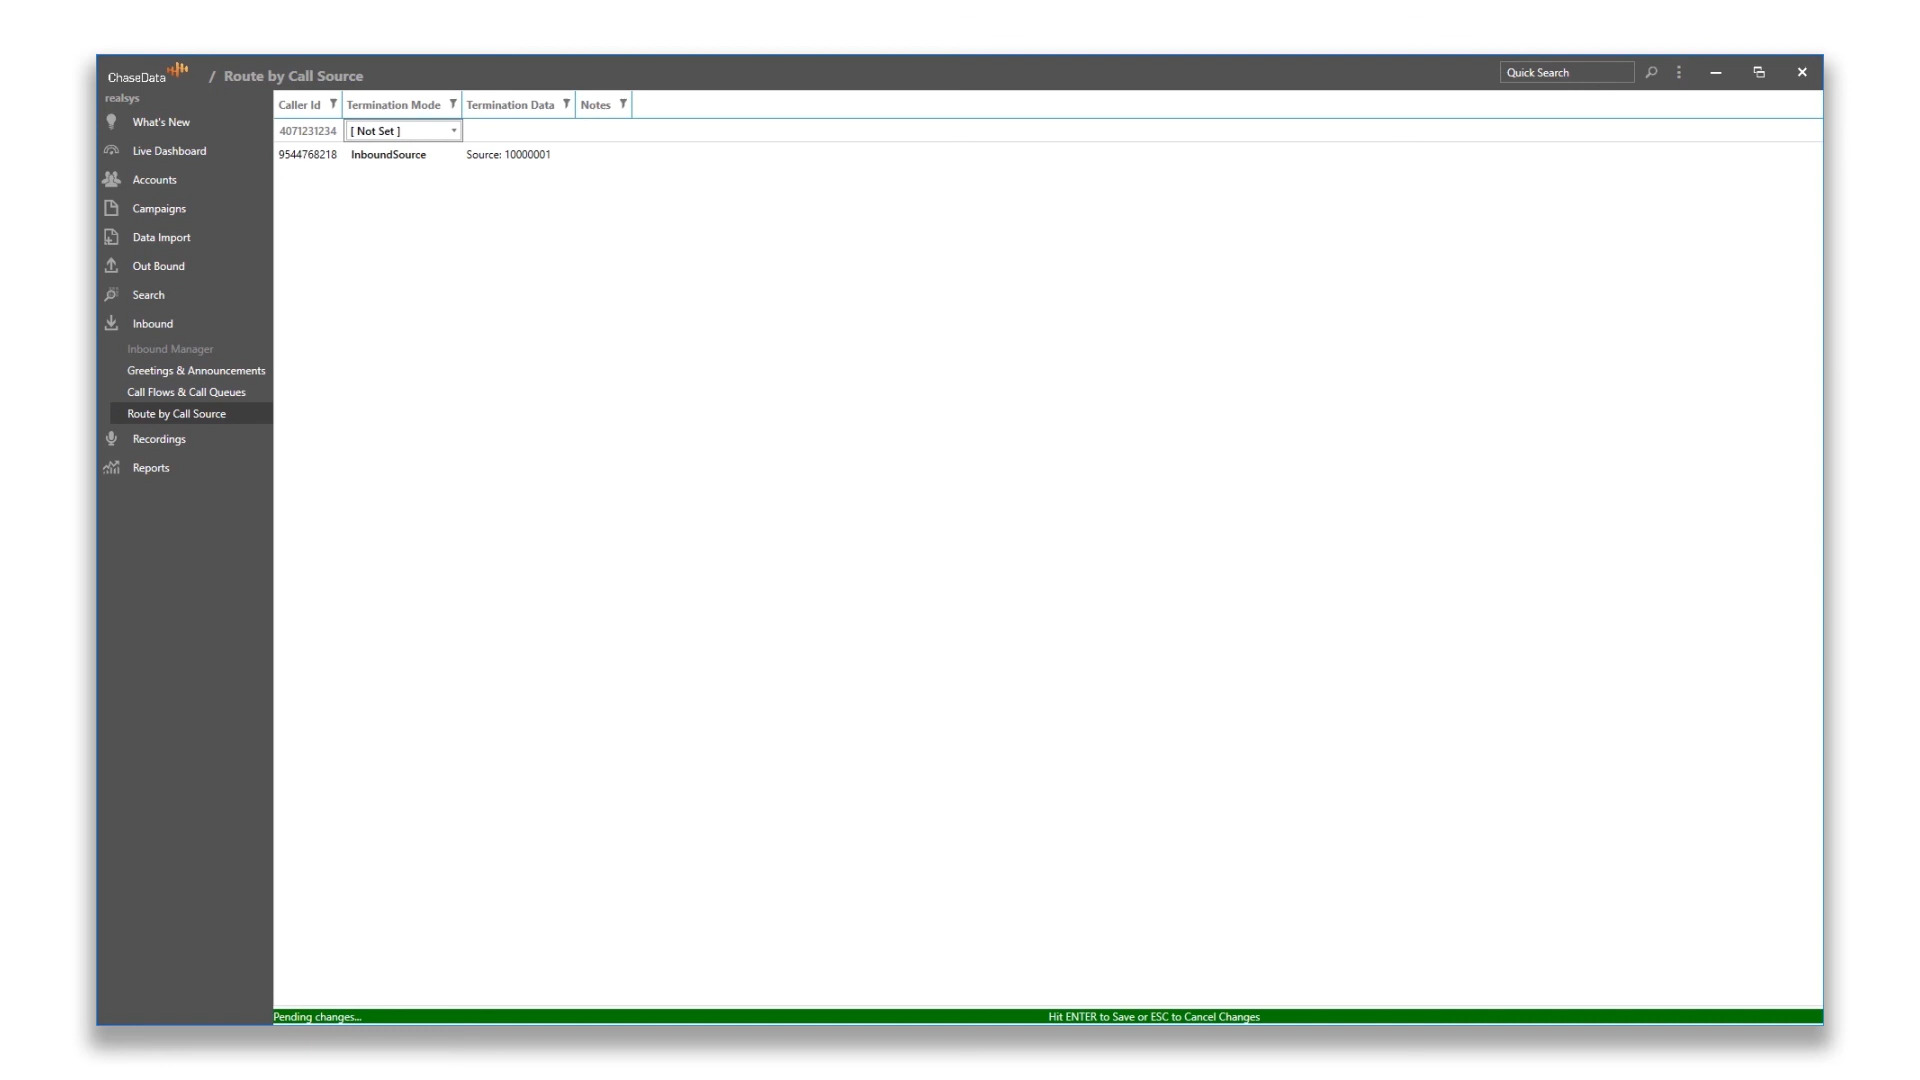 ChaseData / Route by Call Source Quick Search
realsys
Caller Id Termination Mode Termination Data Notes
What's New
4071231234 [ Not Set ]
Live Dashboard
9544768218 InboundSource Source: 10000001
Accounts
Campaigns
Data Import
Out Bound
Search
Inbound
Inbound Manager
Greetings & Announcements
Call Flows & Call Queues
Route by Call Source
Recordings
Reports
Pending changes... Hit ENTER to Save or ESC to Cancel Changes